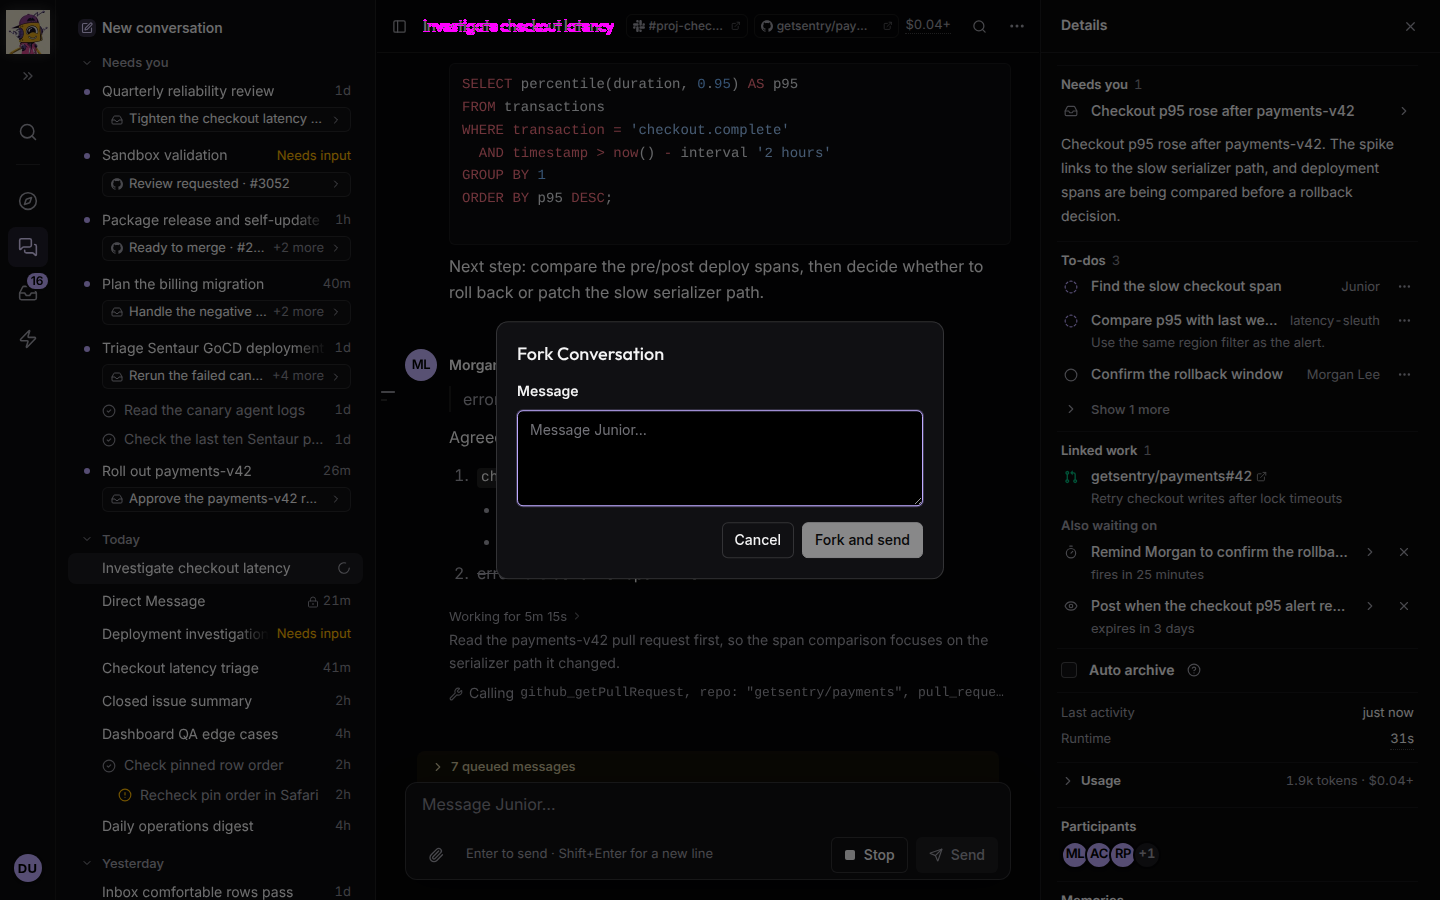 New conversation
Needs you
Quarterly reliability review 1d
Tighten the checkout latency ...
Sandbox validation Needs input
Review requested · #3052
Package release and self-update 1h
Ready to merge · #2... +2 more
Plan the billing migration 40m
Handle the negative ... +2 more
Triage Sentaur GoCD deployment 1d
Rerun the failed can... +4 more
Read the canary agent logs 1d
Check the last ten Sentaur p... 1d
Roll out payments-v42 26m
Approve the payments-v42 r...
Today
Investigate checkout latency
Direct Message 21m
Deployment investigation Needs input
Checkout latency triage 41m
Closed issue summary 2h
Dashboard QA edge cases 4h
Check pinned row order 2h
Recheck pin order in Safari 2h
Daily operations digest 4h
Yesterday
Inbox comfortable rows pass 1d
16
DU
Investigate checkout latency #proj-chec... getsentry/pay... $0.04+
SELECT percentile(duration, 0.95) AS p95
FROM transactions
WHERE transaction = 'checkout.complete'
AND timestamp > now() - interval '2 hours'
GROUP BY 1
ORDER BY p95 DESC;
Next step: compare the pre/post deploy spans, then decide whether to
roll back or patch the slow serializer path.
ML Morgan
Agreed
1.
2.
Fork Conversation
Message
Message Junior...
Cancel Fork and send
Working for 5m 15s
Read the payments-v42 pull request first, so the span comparison focuses on the
serializer path it changed.
Calling github_getPullRequest, repo: "getsentry/payments", pull_reque...
7 queued messages
Message Junior...
Enter to send · Shift+Enter for a new line Stop Send
Details
Needs you 1
Checkout p95 rose after payments-v42
Checkout p95 rose after payments-v42. The spike
links to the slow serializer path, and deployment
spans are being compared before a rollback
decision.
To-dos 3
Find the slow checkout span Junior
Compare p95 with last we... latency-sleuth
Use the same region filter as the alert.
Confirm the rollback window Morgan Lee
Show 1 more
Linked work 1
getsentry/payments#42
Retry checkout writes after lock timeouts
Also waiting on
Remind Morgan to confirm the rollba...
fires in 25 minutes
Post when the checkout p95 alert re...
expires in 3 days
Auto archive
Last activity just now
Runtime 31s
Usage 1.9k tokens · $0.04+
Participants
ML AC RP +1